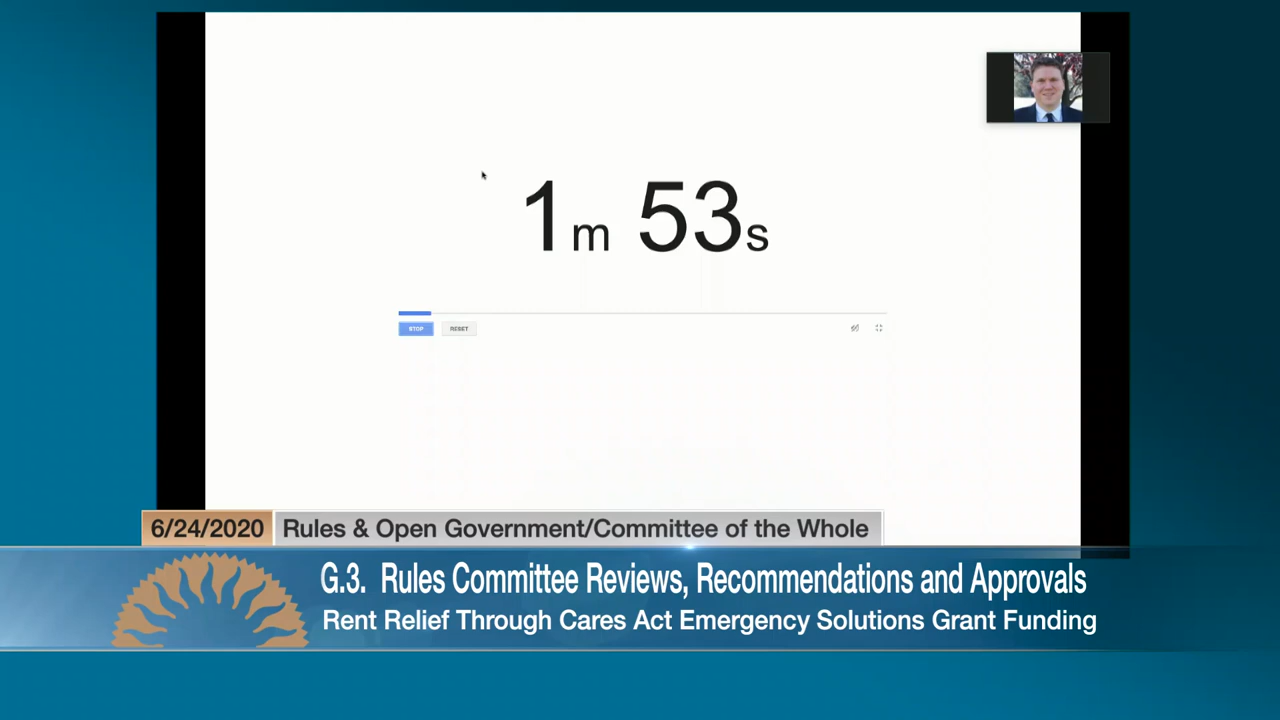 1m 53s
STOP
RESET
6/24/2020
Rules & Open Government/Committee of the Whole
G.3. Rules Committee Reviews, Recommendations and Approvals
Rent Relief Through Cares Act Emergency Solutions Grant Funding